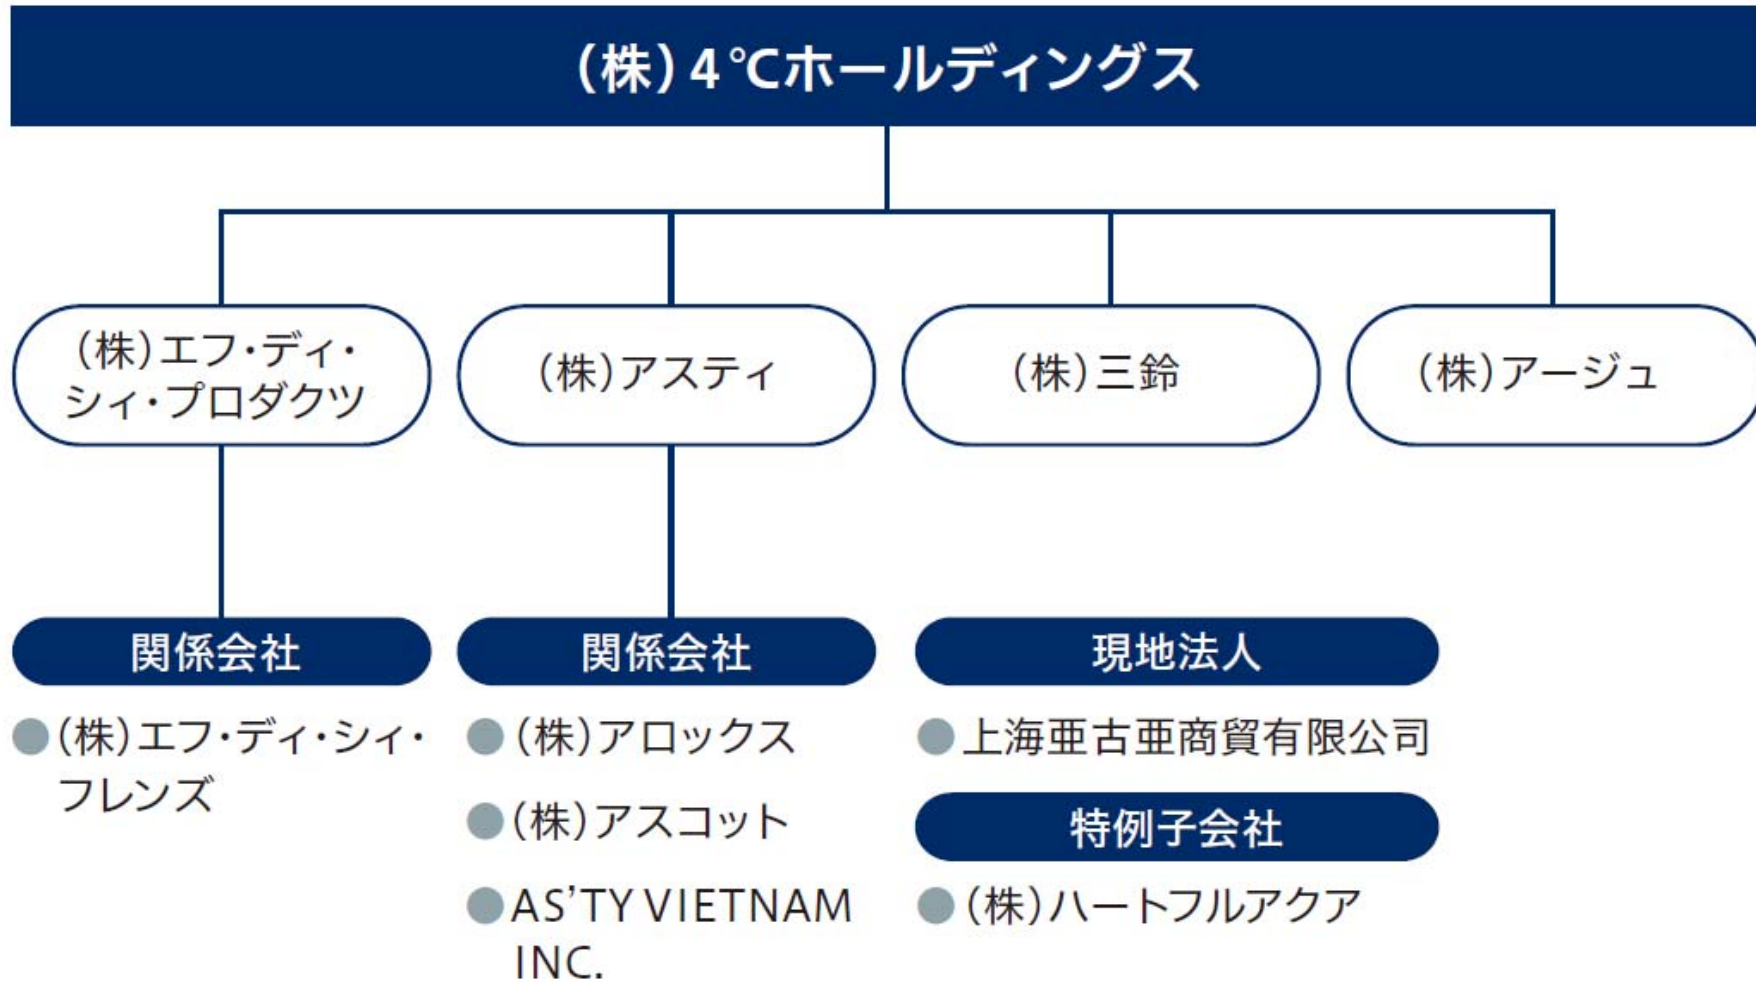 (株)4℃ホールディングス
(株)エフ・ディ・
シィ・プロダクツ
(株)アスティ
(株)三鈴
(株)アージュ
関係会社
(株)エフ・ディ・シィ・
フレンズ
関係会社
(株)アロックス
(株)アスコット
AS'TY VIETNAM
INC.
現地法人
上海亜古亜商貿有限公司
特例子会社
(株)ハートフルアクア